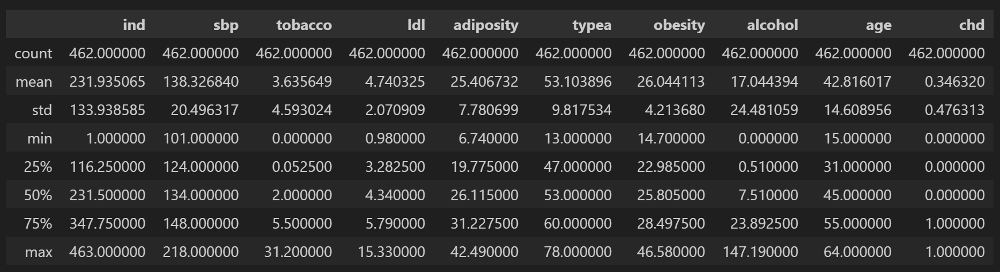 ind sbp tobacco ldl adiposity typea obesity alcohol age chd
count 462.000000 462.000000 462.000000 462.000000 462.000000 462.000000 462.000000 462.000000 462.000000 462.000000
mean 231.935065 138.326840 3.635649 4.740325 25.406732 53.103896 26.044113 17.044394 42.816017 0.346320
std 133.938585 20.496317 4.593024 2.070909 7.780699 9.817534 4.213680 24.481059 14.608956 0.476313
min 1.000000 101.000000 0.000000 0.980000 6.740000 13.000000 14.700000 0.000000 15.000000 0.000000
25% 116.250000 124.000000 0.052500 3.282500 19.775000 47.000000 22.985000 0.510000 31.000000 0.000000
50% 231.500000 134.000000 2.000000 4.340000 26.115000 53.000000 25.805000 7.510000 45.000000 0.000000
75% 347.750000 148.000000 5.500000 5.790000 31.227500 60.000000 28.497500 23.892500 55.000000 1.000000
max 463.000000 218.000000 31.200000 15.330000 42.490000 78.000000 46.580000 147.190000 64.000000 1.000000